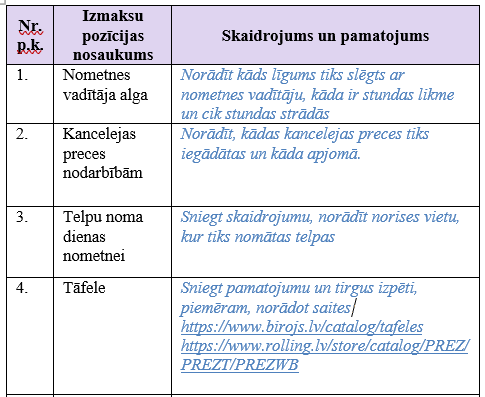 Nr.
p.k.
Izmaksu
pozīcijas
nosaukums
Skaidrojums un pamatojums
1.
Nometnes
vadītāja alga
Norādīt kāds līgums tiks slēgts ar
nometnes vadītāju, kāda ir stundas likme
un cik stundas strādās
2.
Kancelejas
preces
nodarbībām
Norādīt, kādas kancelejas preces tiks
iegādātas un kāda apjomā.
3.
Telpu noma
dienas
nometnei
Sniegt skaidrojumu, norādīt norises vietu,
kur tiks nomātas telpas
4.
Tāfele
Sniegt pamatojumu un tirgus izpēti,
piemēram, norādot saites
https://www.birojs.lv/catalog/tafeles
https://www.rolling.lv/store/catalog/PREZ/
PREZT/PREZWB